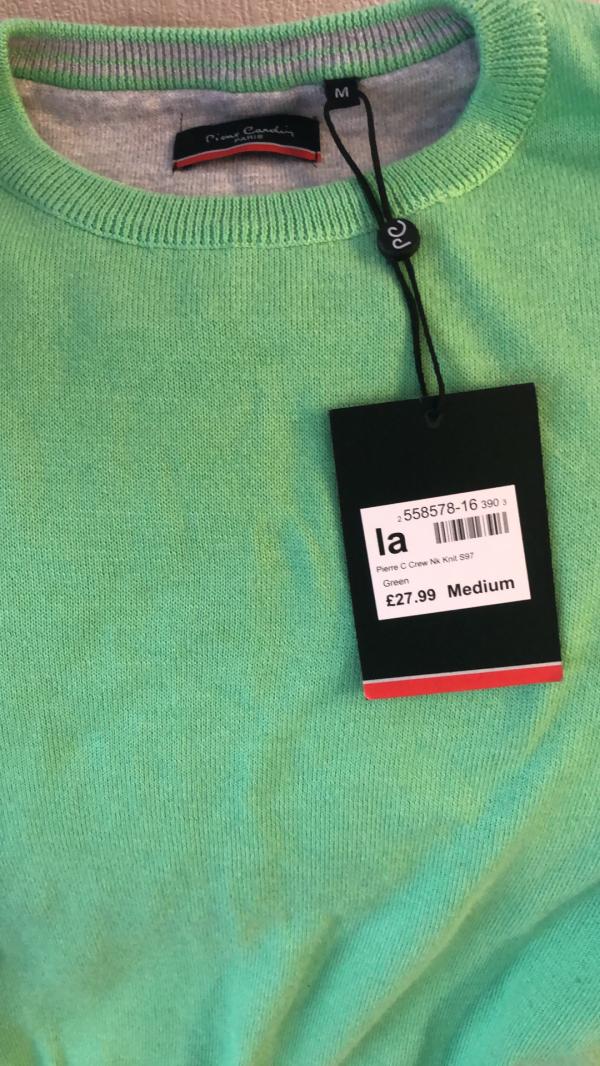 M
Pierre Cardin
PARIS
PC
2 558578-16 390 3
la
Pierre C Crew Nk Knit S97
Green
£27.99 Medium